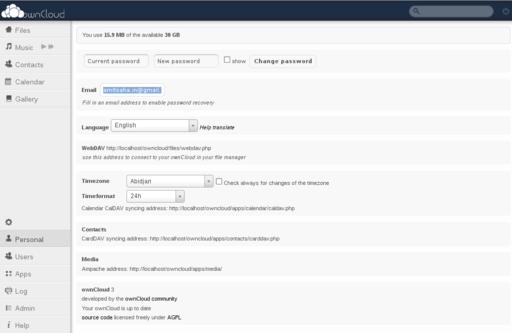 ownCloud
Files
You use 15.9 MB of the available 30 GB
Music
Current password New password show Change password
Contacts
Calendar
Email amitsaha.in@gmail.
Gallery
Fill in an email address to enable password recovery
Language English Help translate
WebDAV http://localhost/owncloud/files/webdav.php
use this address to connect to your ownCloud in your file manager
Timezone Abidjan Check always for changes of the timezone
Timeformat 24h
Calendar CalDAV syncing address: http://localhost/owncloud/apps/calendar/caldav.php
Personal
Contacts
CardDAV syncing address: http://localhost/owncloud/apps/contacts/carddav.php
Users
Media
Apps
Ampache address: http://localhost/owncloud/apps/media/
Log
ownCloud 3
developed by the ownCloud community
Admin
Your ownCloud is up to date
source code licensed freely under AGPL
Help